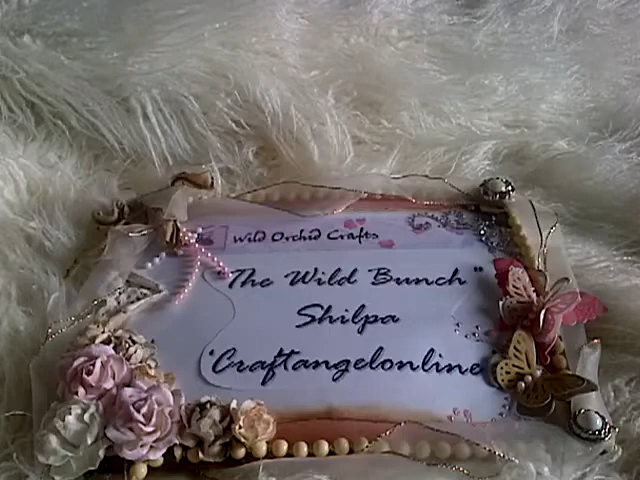 Wild Orchid Crafts
"The Wild Bunch"
Shilpa
'Craftangelonline